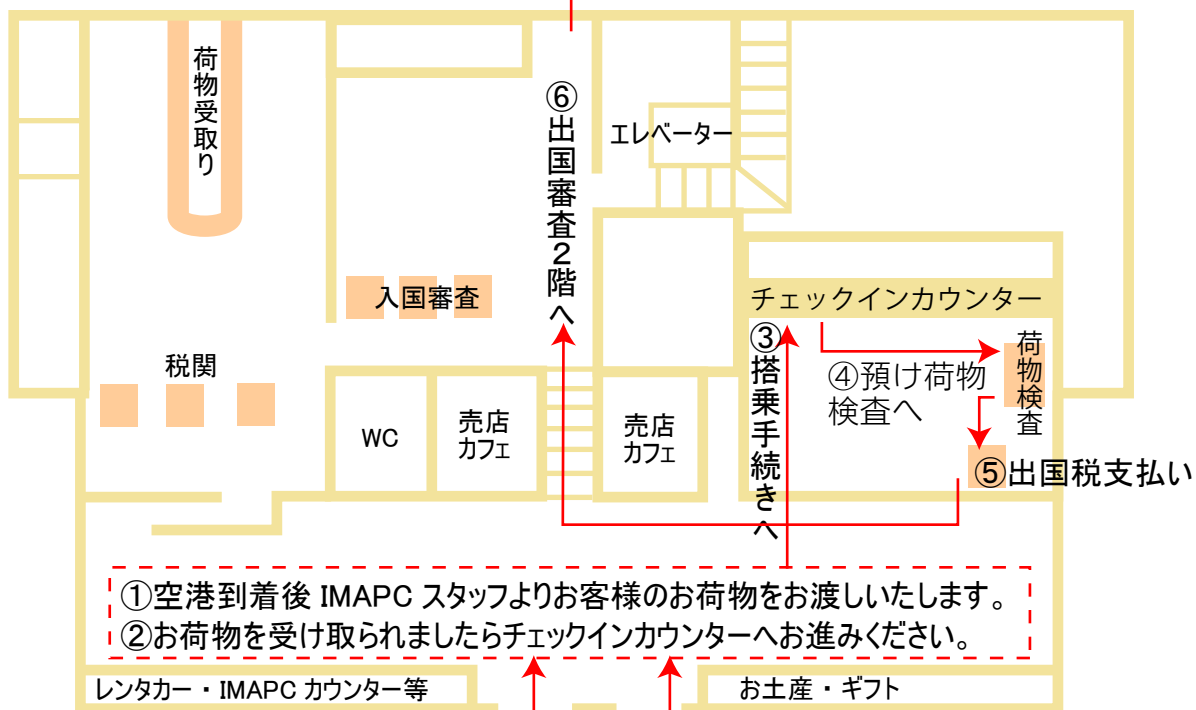 荷物受取り
⑥出国審査2階へ
エレベーター
入国審査
チェックインカウンター
税関
③搭乗手続きへ
④預け荷物
検査へ
荷物検査
WC
売店
カフェ
売店
カフェ
⑤出国税支払い
①空港到着後 IMAPC スタッフよりお客様のお荷物をお渡しいたします。
②お荷物を受け取られましたらチェックインカウンターへお進みください。
レンタカー・IMAPC カウンター等
お土産・ギフト